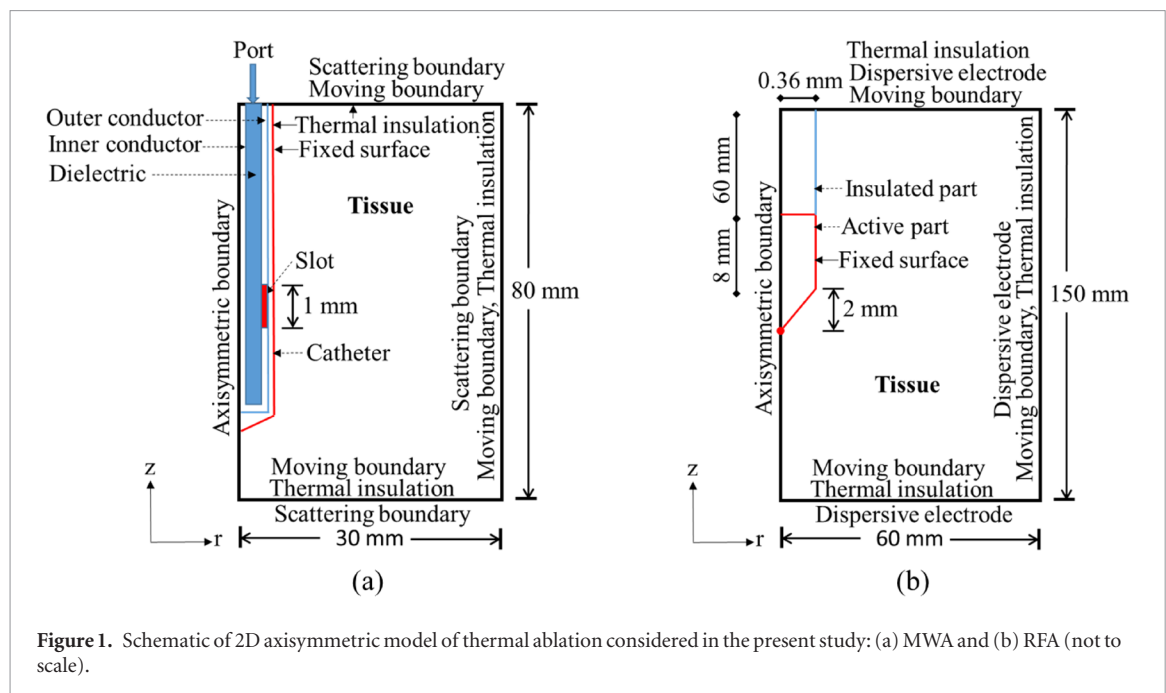 Port
Scattering boundary
Moving boundary
Outer conductor
Thermal insulation
Inner conductor
Fixed surface
Dielectric
Tissue
Slot
1 mm
Catheter
Axisymmetric boundary
Scattering boundary
Moving boundary, Thermal insulation
80 mm
Moving boundary
Thermal insulation
Scattering boundary
z
r
30 mm
(a)
Thermal insulation
Dispersive electrode
Moving boundary
0.36 mm
60 mm
Insulated part
Active part
8 mm
Fixed surface
2 mm
Tissue
Axisymmetric boundary
Dispersive electrode
Moving boundary, Thermal insulation
150 mm
Moving boundary
Thermal insulation
Dispersive electrode
z
r
60 mm
(b)
Figure 1. Schematic of 2D axisymmetric model of thermal ablation considered in the present study: (a) MWA and (b) RFA (not to
scale).